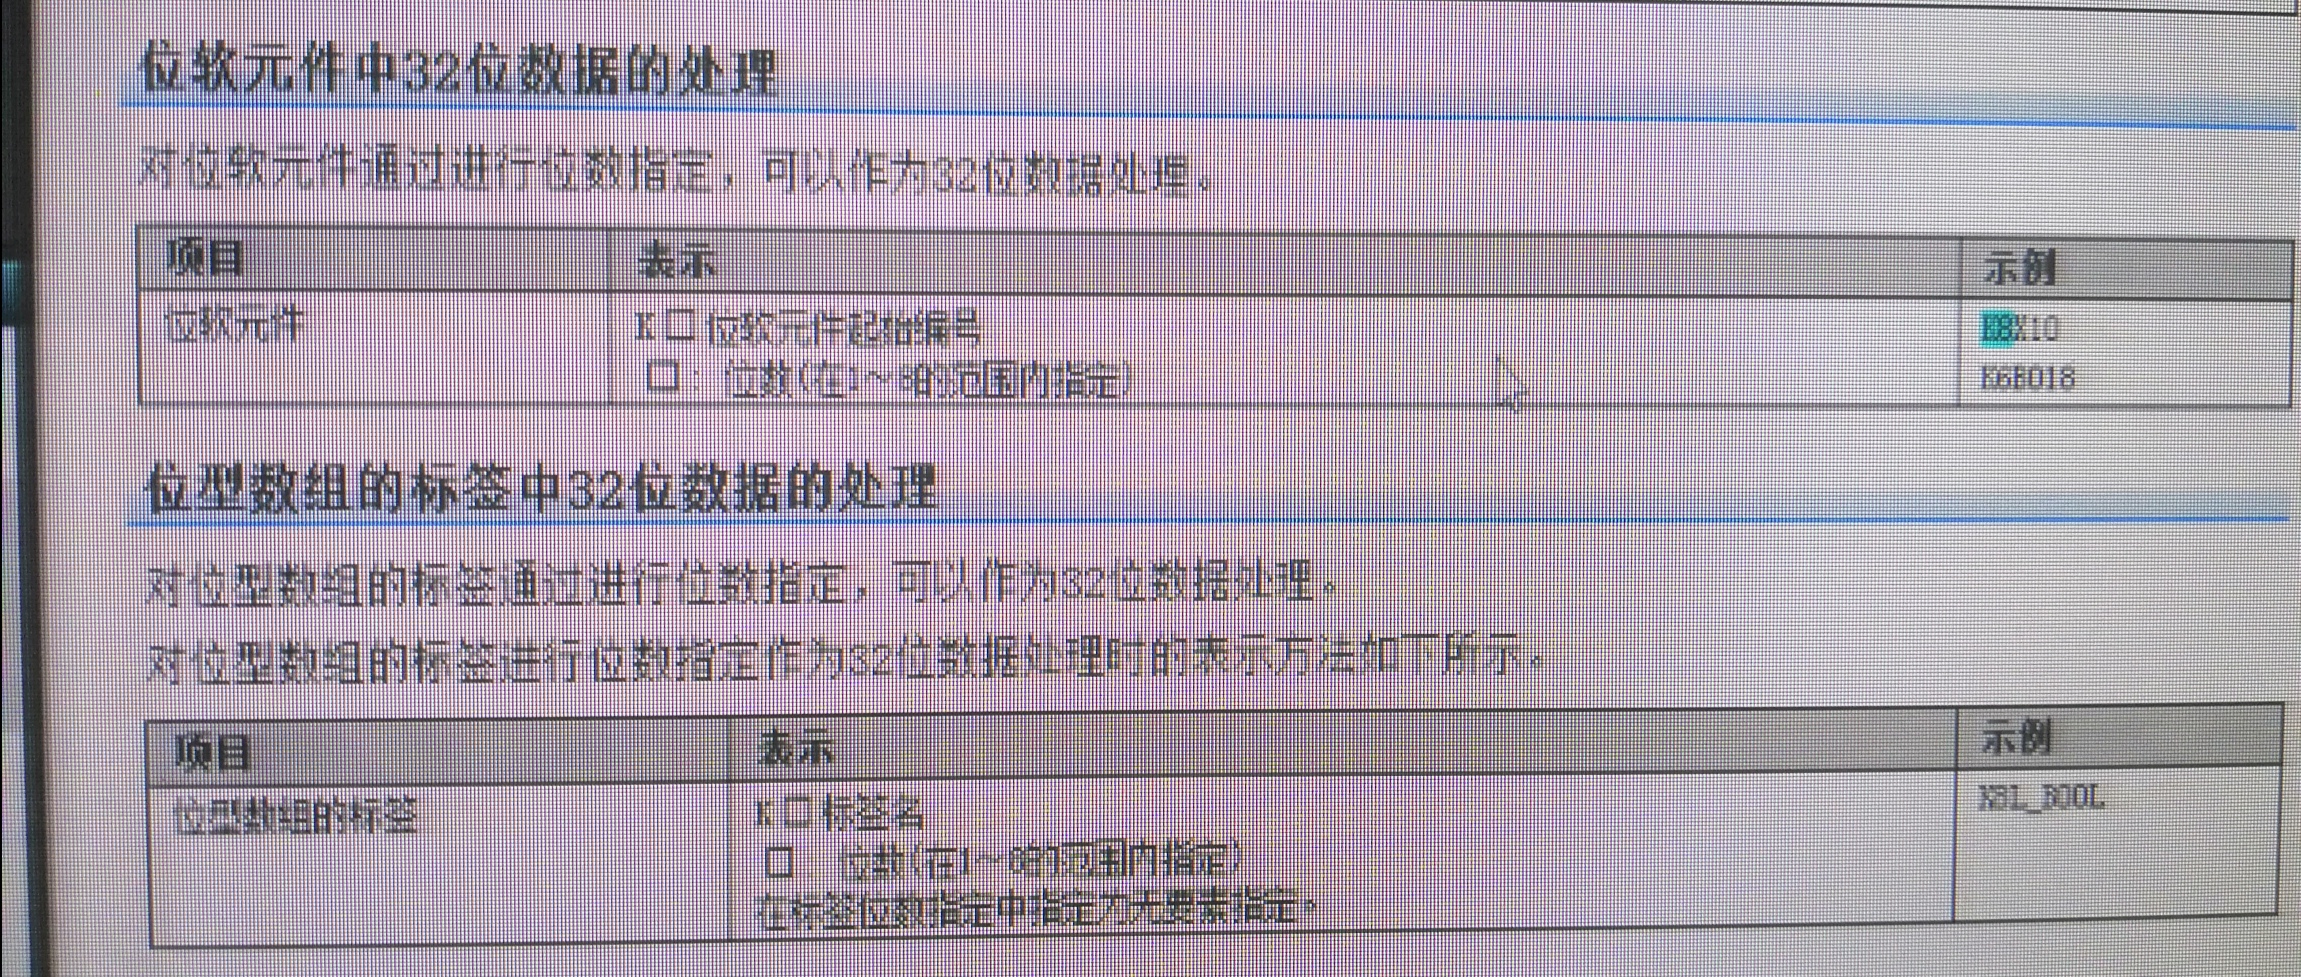 位软元件中32位数据的处理
对位软元件通过进行位数指定，可以作为32位数据处理。
项目 表示 示例
位软元件 K□位软元件起始编号 K8X10
□：位数(在1～8的范围内指定) K6B018
位型数组的标签中32位数据的处理
对位型数组的标签通过进行位数指定，可以作为32位数据处理。
对位型数组的标签进行位数指定作为32位数据处理时的表示方法如下所示。
项目 表示 示例
位型数组的标签 K□标签名 L_BOOL
□：位数(在1～8的范围内指定)
在标签位数指定中指定为无要素指定。